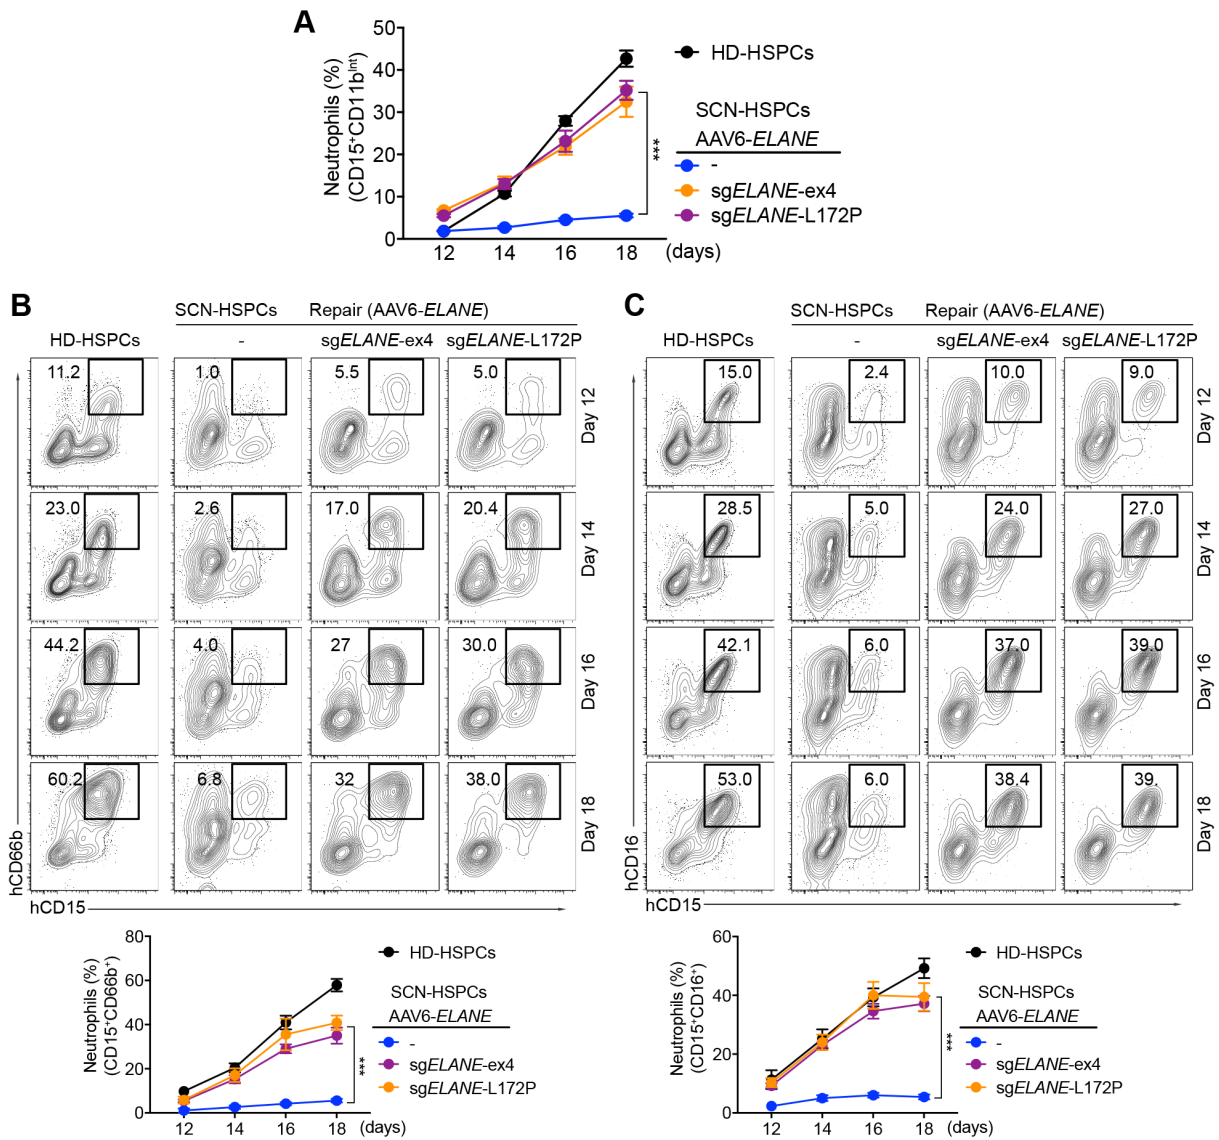 A
Neutrophils (%)
(CD15⁺CD11bᴵⁿᵗ)
50
40
30
20
10
0
12 14 16 18 (days)
***
HD-HSPCs
SCN-HSPCs
AAV6-ELANE
-
sgELANE-ex4
sgELANE-L172P
B
SCN-HSPCs Repair (AAV6-ELANE)
HD-HSPCs - sgELANE-ex4 sgELANE-L172P
11.2 1.0 5.5 5.0 Day 12
23.0 2.6 17.0 20.4 Day 14
44.2 4.0 27 30.0 Day 16
60.2 6.8 32 38.0 Day 18
hCD66b
hCD15
Neutrophils (%)
(CD15⁺CD66b⁺)
80
60
40
20
0
12 14 16 18 (days)
***
HD-HSPCs
SCN-HSPCs
AAV6-ELANE
-
sgELANE-ex4
sgELANE-L172P
C
SCN-HSPCs Repair (AAV6-ELANE)
HD-HSPCs - sgELANE-ex4 sgELANE-L172P
15.0 2.4 10.0 9.0 Day 12
28.5 5.0 24.0 27.0 Day 14
42.1 6.0 37.0 39.0 Day 16
53.0 6.0 38.4 39. Day 18
hCD16
hCD15
Neutrophils (%)
(CD15⁺CD16⁺)
60
40
20
0
12 14 16 18 (days)
***
HD-HSPCs
SCN-HSPCs
AAV6-ELANE
-
sgELANE-ex4
sgELANE-L172P